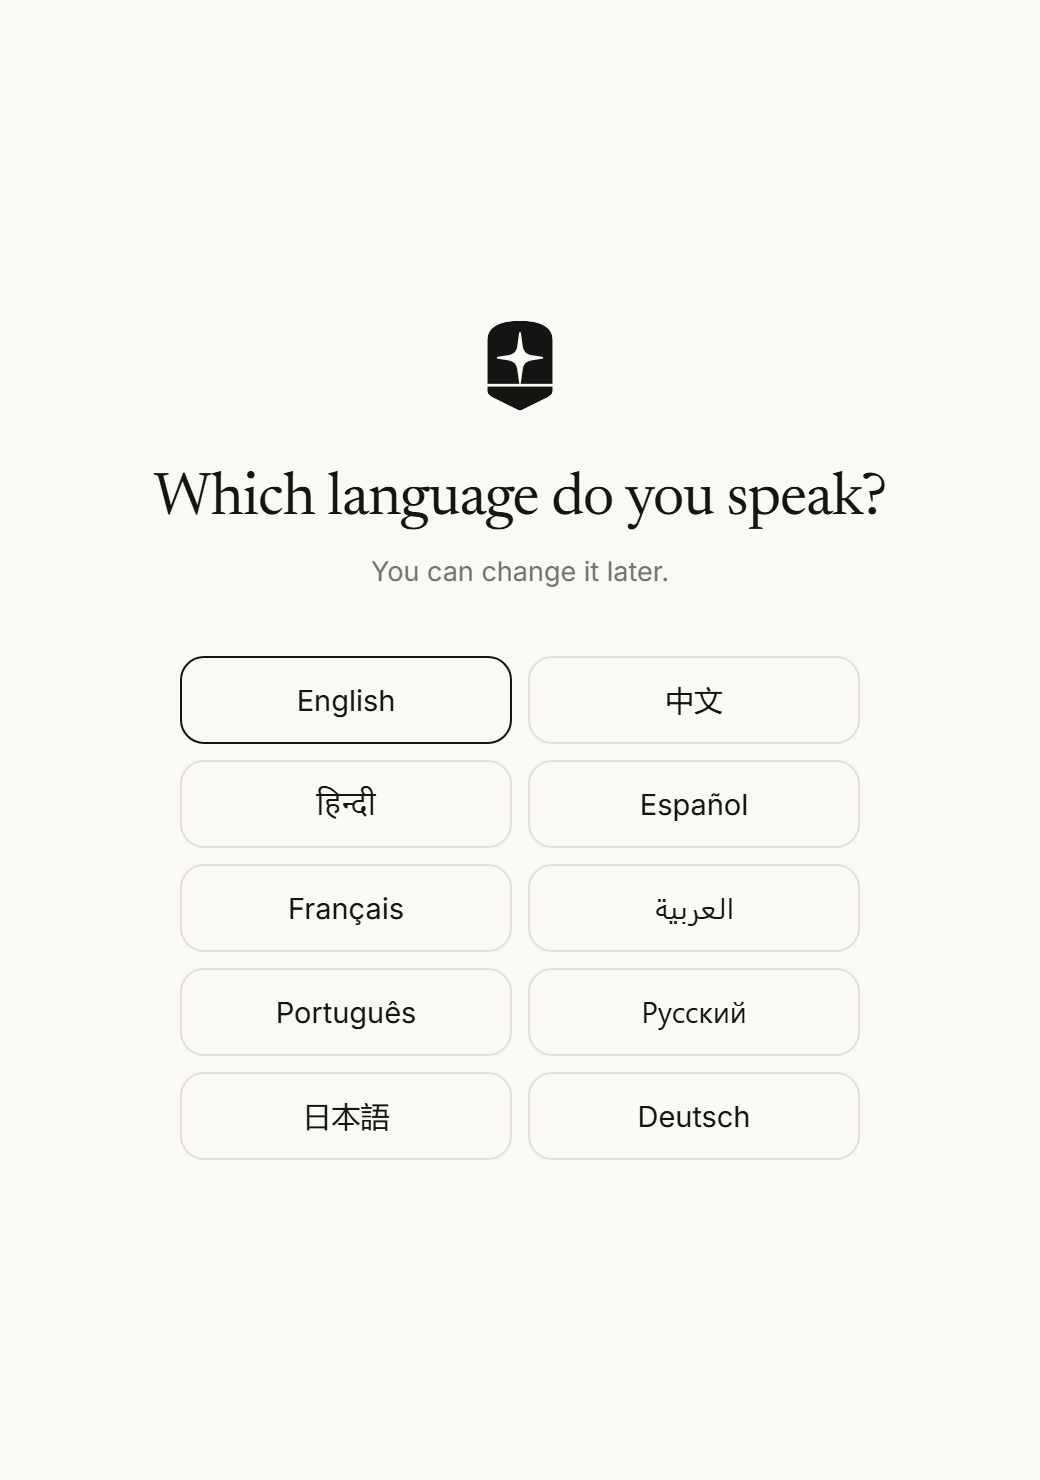 Which language do you speak?
You can change it later.
English
中文
हिन्दी
Español
Français
العربية
Português
Русский
日本語
Deutsch